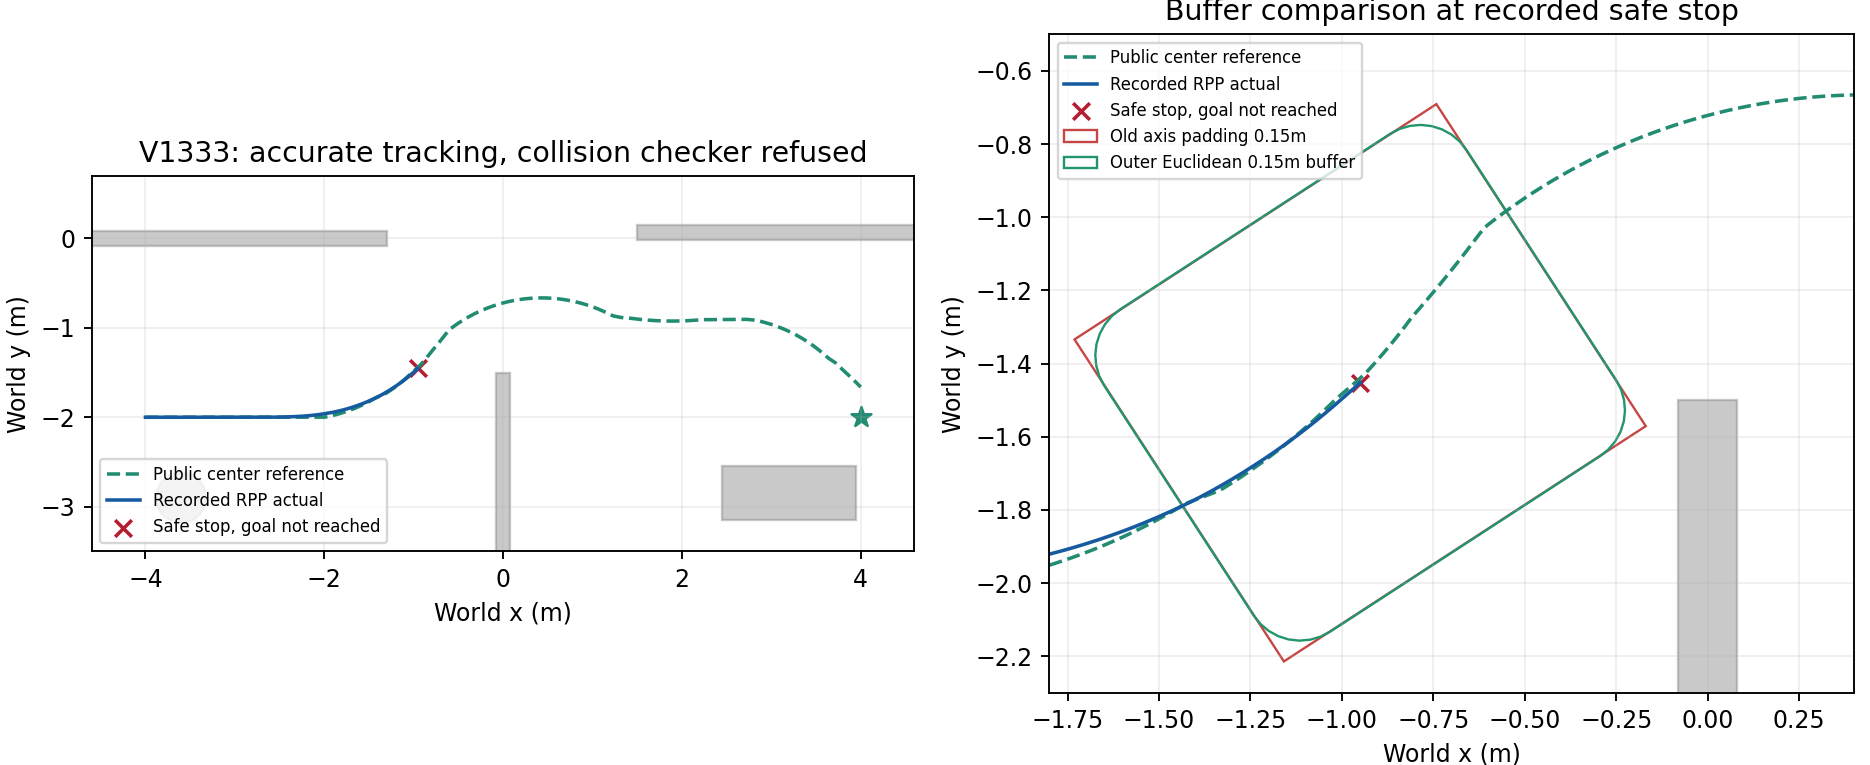 V1333: accurate tracking, collision checker refused
World y (m)
0
−1
−2
−3
Public center reference
Recorded RPP actual
Safe stop, goal not reached
−4
−2
0
2
4
World x (m)
Buffer comparison at recorded safe stop
World y (m)
−0.6
−0.8
−1.0
−1.2
−1.4
−1.6
−1.8
−2.0
−2.2
Public center reference
Recorded RPP actual
Safe stop, goal not reached
Old axis padding 0.15m
Outer Euclidean 0.15m buffer
−1.75
−1.50
−1.25
−1.00
−0.75
−0.50
−0.25
0.00
0.25
World x (m)